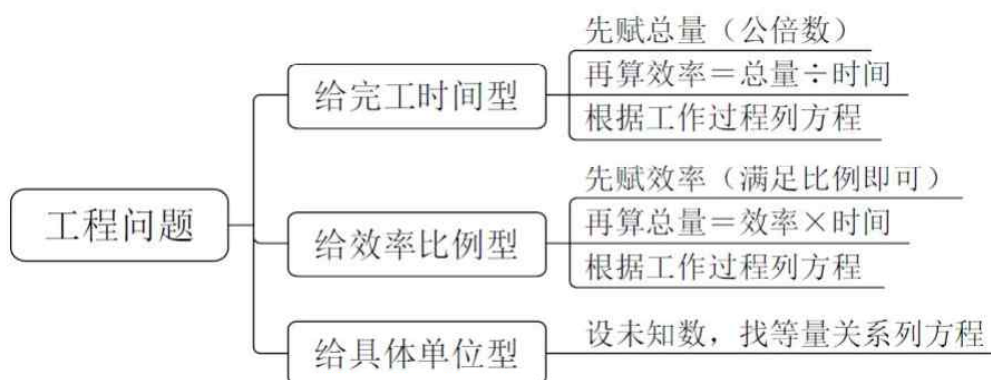 工程问题
给完工时间型
先赋总量（公倍数）
再算效率＝总量÷时间
根据工作过程列方程
给效率比例型
先赋效率（满足比例即可）
再算总量＝效率×时间
根据工作过程列方程
给具体单位型
设未知数，找等量关系列方程